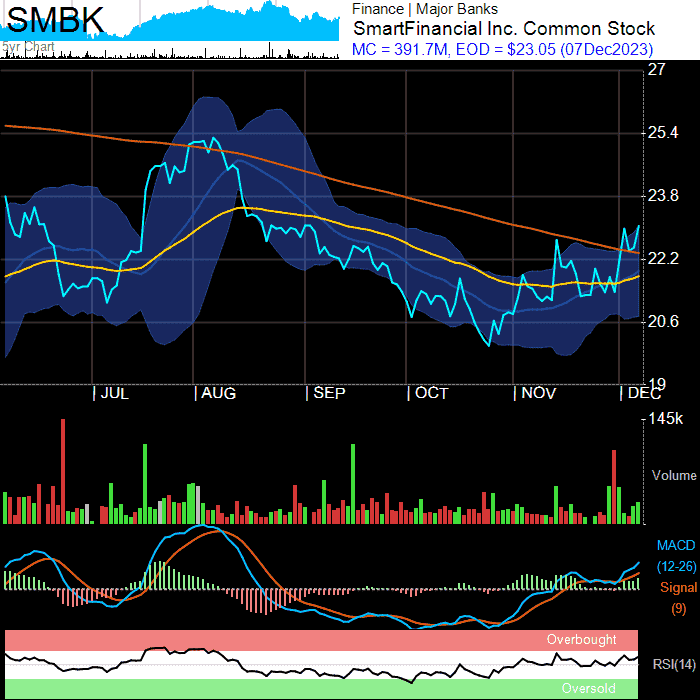 SMBK
5yr Chart
Finance | Major Banks
SmartFinancial Inc. Common Stock
MC = 391.7M, EOD = $23.05 (07Dec2023)
27
25.4
23.8
22.2
20.6
19
| JUL | AUG | SEP | OCT | NOV | DEC
145k
Volume
MACD
(12-26)
Signal
(9)
Overbought
RSI(14)
Oversold